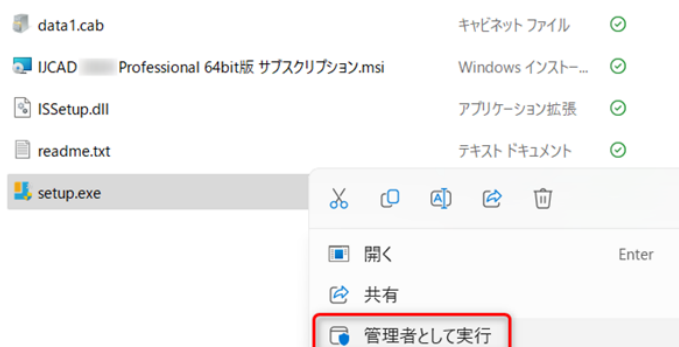 data1.cab キャビネット ファイル
IJCAD Professional 64bit版 サブスクリプション.msi Windows インストー...
ISSetup.dll アプリケーション拡張
readme.txt テキスト ドキュメント
setup.exe
開く Enter
共有
管理者として実行